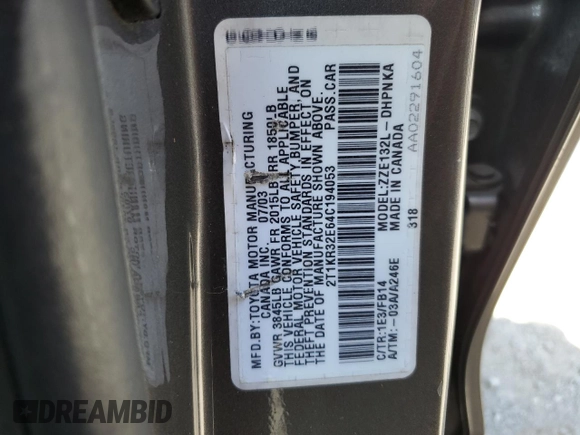 MFD.BY:TOYOTA MOTOR MANUFACTURING
CANADA INC. 07/03
GVWR 3845LB GAWR FR 2015LB RR 1850LB
THIS VEHICLE CONFORMS TO ALL APPLICABLE
FEDERAL MOTOR VEHICLE SAFETY, BUMPER, AND
THEFT PREVENTION STANDARDS IN EFFECT ON
THE DATE OF MANUFACTURE SHOWN ABOVE.
2T1KR32E64C194053 PASS.CAR
C/TR:1E3/FB14 MODEL:ZZE132L-DHPNKA
A/TM:-03A/A246E MADE IN CANADA
318
AA02291604
DREAMBID